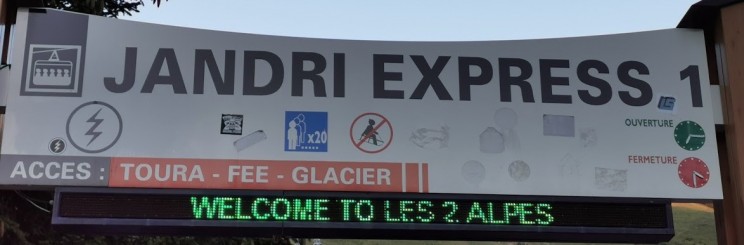 JANDRI EXPRESS 1
x20
OUVERTURE
FERMETURE
ACCES : TOURA - FEE - GLACIER
WELCOME TO LES 2 ALPES